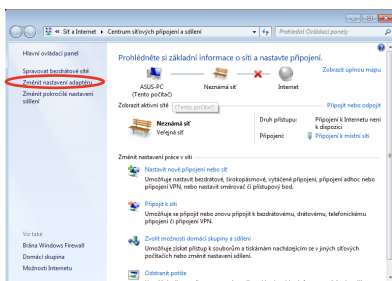 « Síť a Internet ▸ Centrum síťových připojení a sdílení
Prohledat Ovládací panely
Hlavní ovládací panel
Spravovat bezdrátové sítě
Změnit nastavení adaptéru
Změnit pokročilé nastavení
sdílení
Viz také
Brána Windows Firewall
Domácí skupina
Možnosti Internetu
Prohlédněte si základní informace o síti a nastavte připojení.
Zobrazit úplnou mapu
ASUS-PC
(Tento počítač)
Neznámá síť
Internet
Zobrazit aktivní sítě
(Tento počítač)
Připojit nebo odpojit
Neznámá síť
Veřejná síť
Druh přístupu: Připojení k Internetu není
k dispozici
Připojení: Připojení k místní síti
Změnit nastavení práce v síti
Nastavit nové připojení nebo síť
Umožňuje nastavit bezdrátové, širokopásmové, vytáčené připojení, připojení adhoc nebo
připojení VPN, nebo nastavit směrovač či přístupový bod.
Připojit k síti
Umožňuje se připojit nebo znovu připojit k bezdrátovému, drátovému, telefonickému
připojení či připojení VPN.
Zvolit možnosti domácí skupiny a sdílení
Umožňuje získat přístup k souborům a tiskárnám nacházejícím se v jiných síťových
počítačích nebo změnit nastavení sdílení.
Odstranit potíže